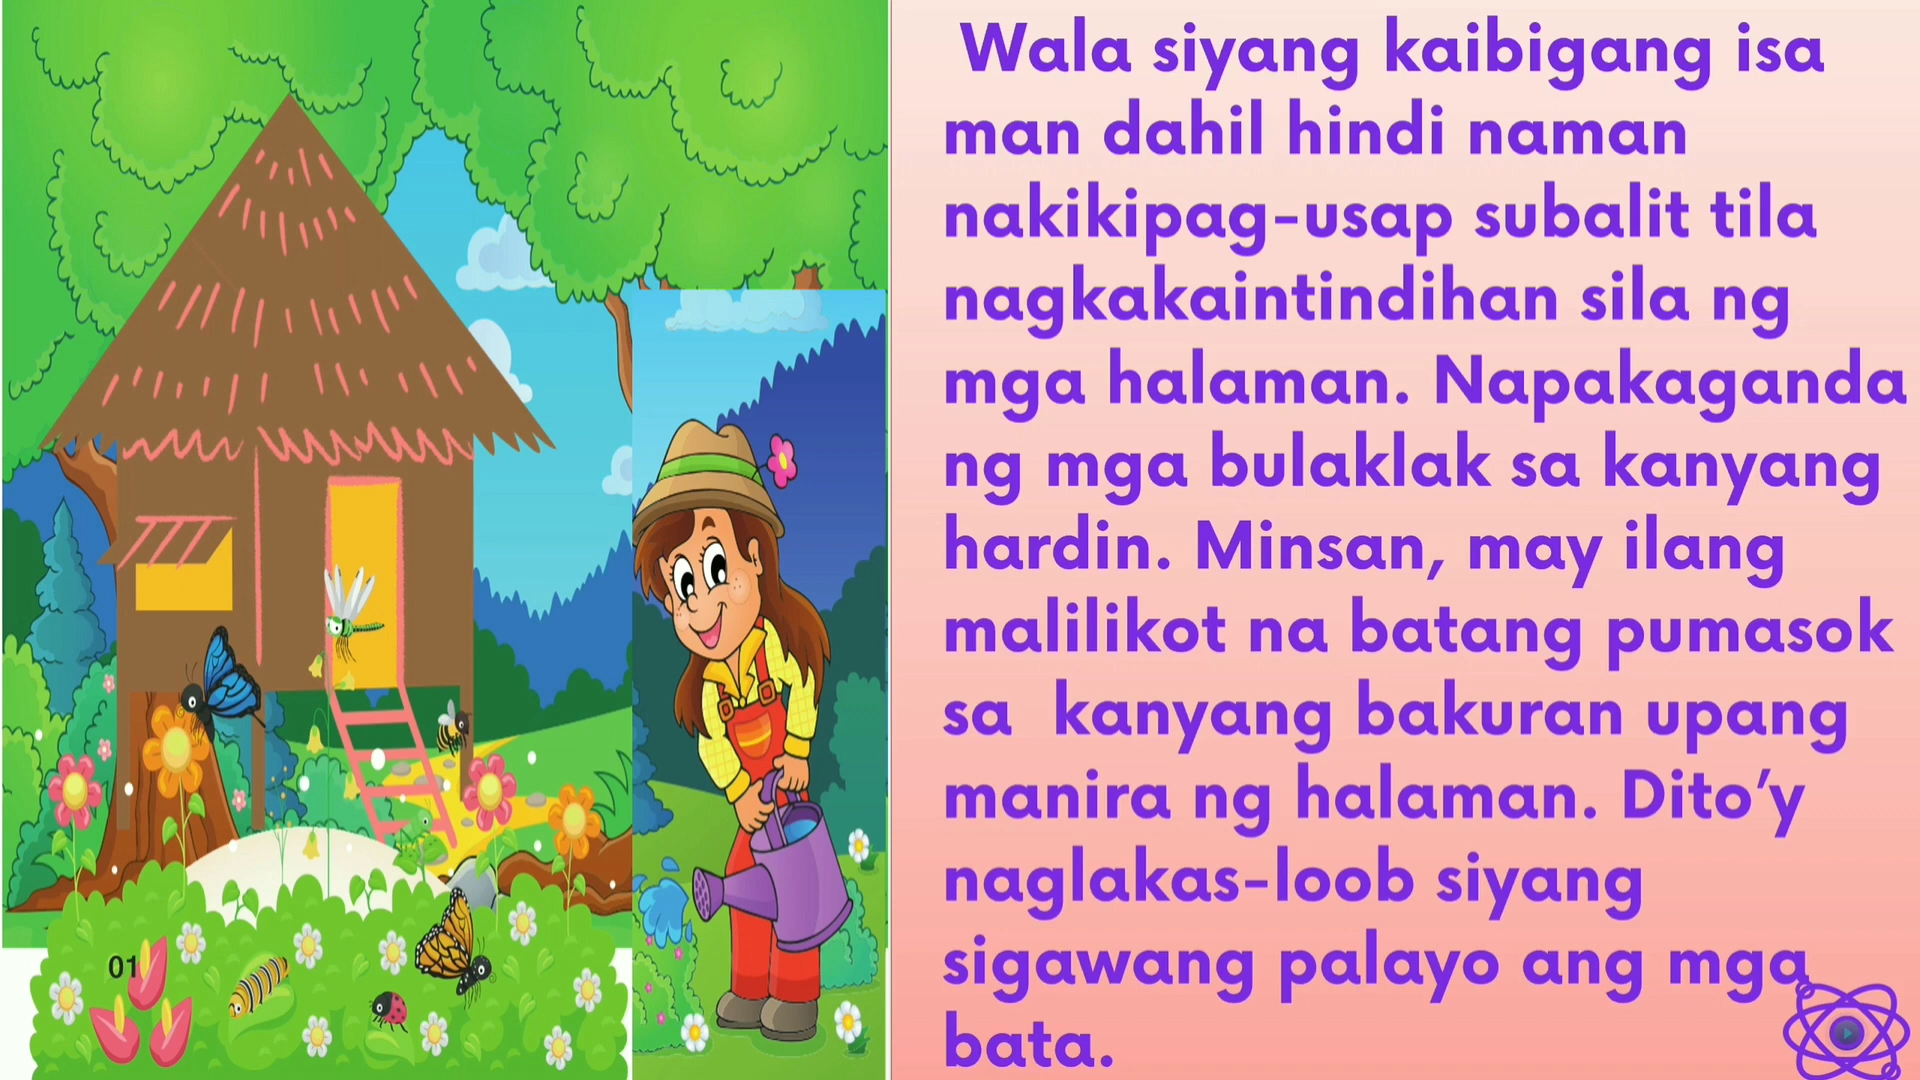 Wala siyang kaibigang isa
man dahil hindi naman
nakikipag-usap subalit tila
nagkakaintindihan sila ng
mga halaman. Napakaganda
ng mga bulaklak sa kanyang
hardin. Minsan, may ilang
malilikot na batang pumasok
sa kanyang bakuran upang
manira ng halaman. Dito'y
naglakas-loob siyang
sigawang palayo ang mga
bata.
01